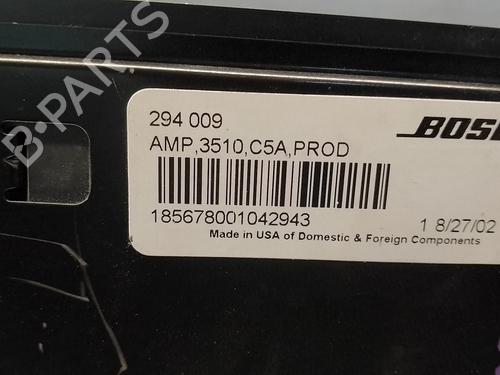 B-PARTS
294 009
BOSE
AMP,3510,C5A,PROD
185678001042943
1 8/27/02
Made in USA of Domestic & Foreign Components